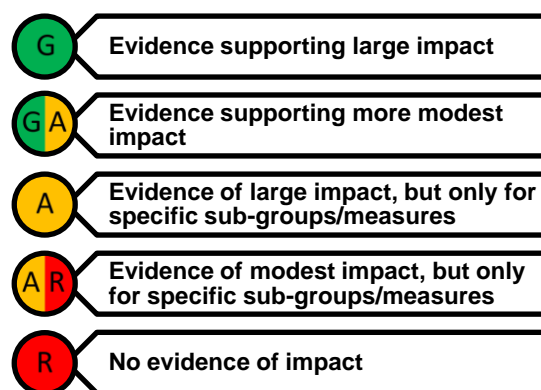 G
Evidence supporting large impact
G A
Evidence supporting more modest
impact
A
Evidence of large impact, but only for
specific sub-groups/measures
A R
Evidence of modest impact, but only
for specific sub-groups/measures
R
No evidence of impact